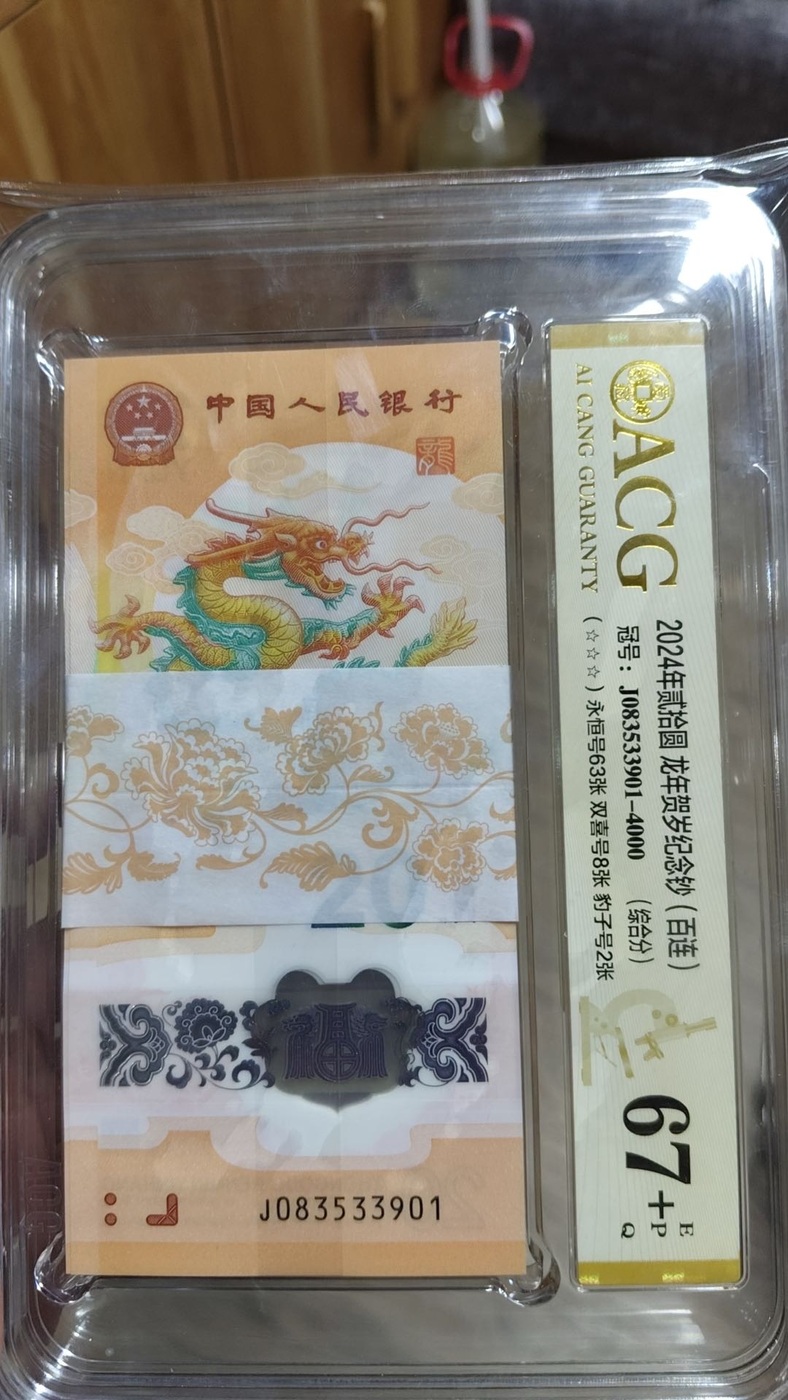 中国人民银行
龍
J083533901
ACG
AI CANG GUARANTY
2024年贰拾圆 龙年贺岁纪念钞（百连）
冠号：J083533901-4000 （综合分）
（☆☆☆）永恒号63张 双喜号8张 豹子号2张
67+
E
P
Q